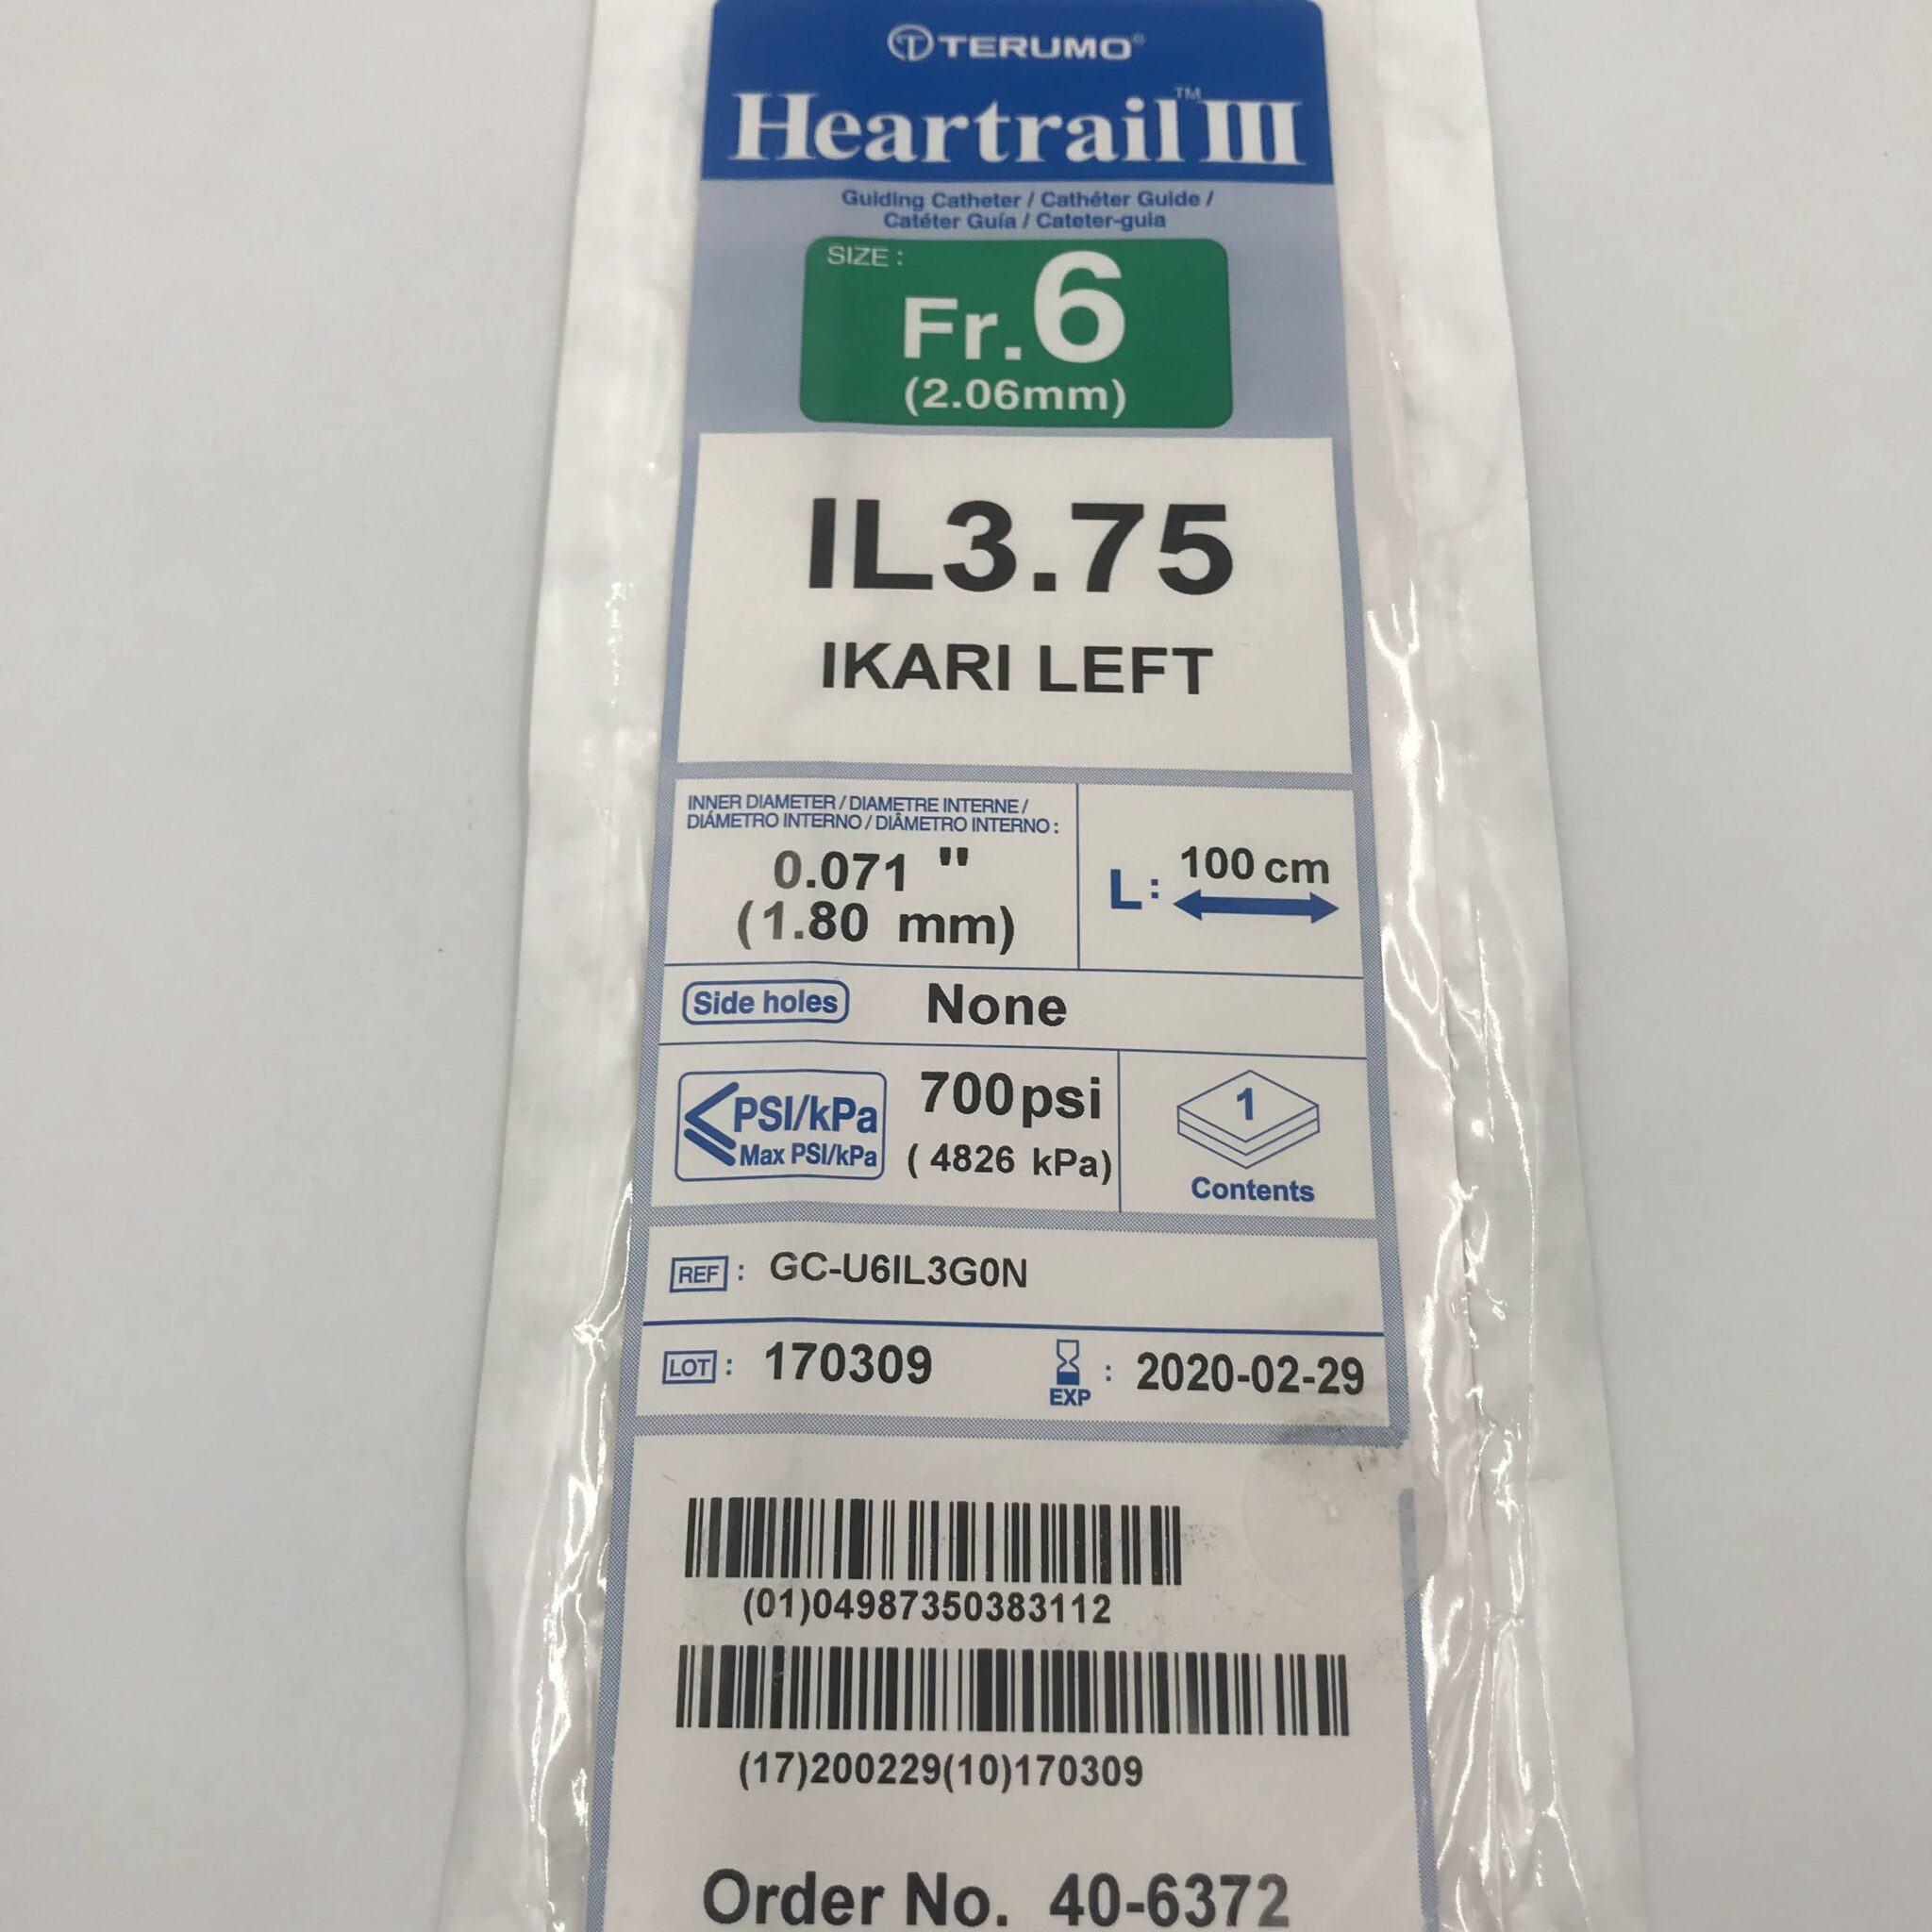 TERUMO®
Heartrail™ III
Guiding Catheter / Cathéter Guide /
Catéter Guía / Cateter-guia
SIZE :
Fr.6
(2.06mm)
IL3.75
IKARI LEFT
INNER DIAMETER / DIAMETRE INTERNE /
DIÁMETRO INTERNO / DIÂMETRO INTERNO :
0.071 "
(1.80 mm)
L: 100 cm
Side holes None
≤PSI/kPa
Max PSI/kPa
700psi
( 4826 kPa)
1
Contents
REF : GC-U6IL3G0N
LOT : 170309
EXP : 2020-02-29
(01)04987350383112
(17)200229(10)170309
Order No. 40-6372